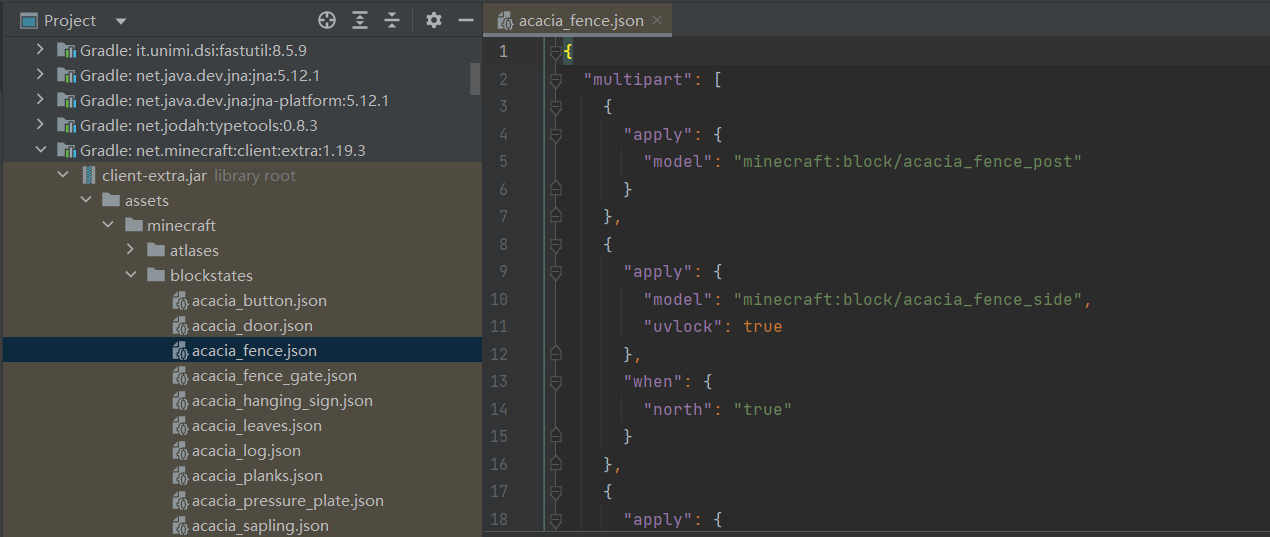 Project
Gradle: it.unimi.dsi:fastutil:8.5.9
Gradle: net.java.dev.jna:jna:5.12.1
Gradle: net.java.dev.jna:jna-platform:5.12.1
Gradle: net.jodah:typetools:0.8.3
Gradle: net.minecraft:client:extra:1.19.3
client-extra.jar library root
assets
minecraft
atlases
blockstates
acacia_button.json
acacia_door.json
acacia_fence.json
acacia_fence_gate.json
acacia_hanging_sign.json
acacia_leaves.json
acacia_log.json
acacia_planks.json
acacia_pressure_plate.json
acacia_sapling.json
acacia_fence.json
1 {
2 "multipart": [
3 {
4 "apply": {
5 "model": "minecraft:block/acacia_fence_post"
6 }
7 },
8 {
9 "apply": {
10 "model": "minecraft:block/acacia_fence_side",
11 "uvlock": true
12 },
13 "when": {
14 "north": "true"
15 }
16 },
17 {
18 "apply": {